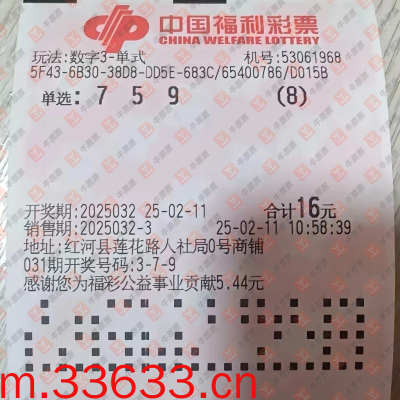 中国福利彩票
CHINA WELFARE LOTTERY
玩法:数字3-单式 机号:53061968
5F43-6B30-38D8-DD5E-683C/65400786/D015B
单选: 7 5 9 (8)
开奖期:2025032 25-02-11 合计16元
销售期:2025032-3 25-02-11 10:58:39
地址:红河县莲花路人社局0号商铺
031期开奖号码:3-7-9
感谢您为福彩公益事业贡献5.44元
m.33633.cn